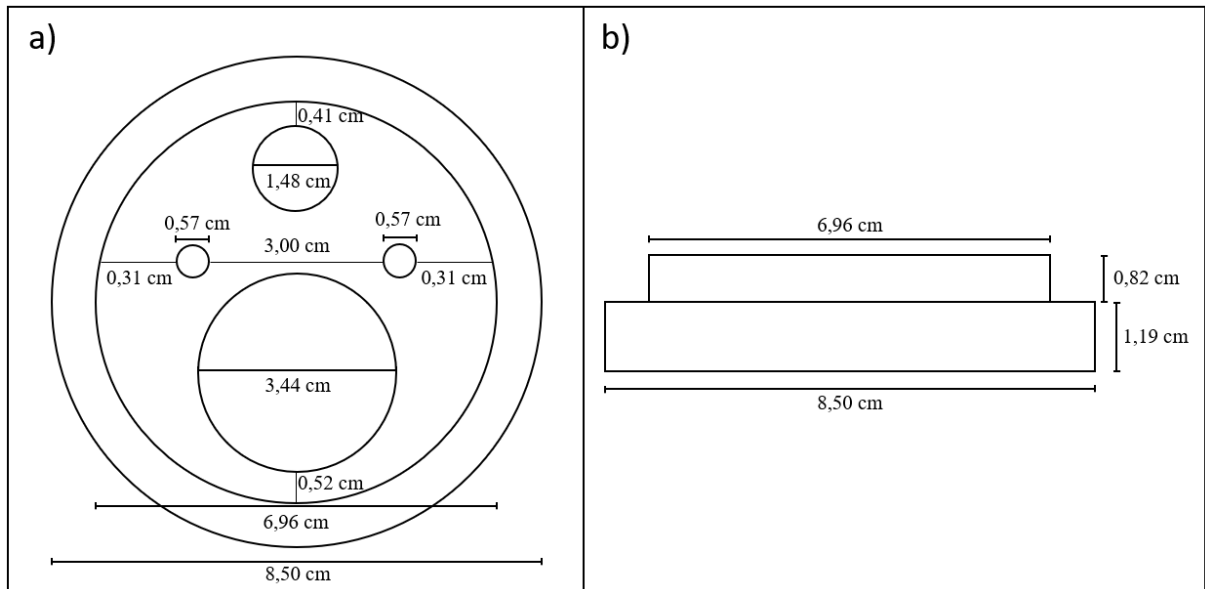 a)
0,41 cm
1,48 cm
0,57 cm
0,57 cm
3,00 cm
0,31 cm
0,31 cm
3,44 cm
0,52 cm
6,96 cm
8,50 cm
b)
6,96 cm
0,82 cm
1,19 cm
8,50 cm